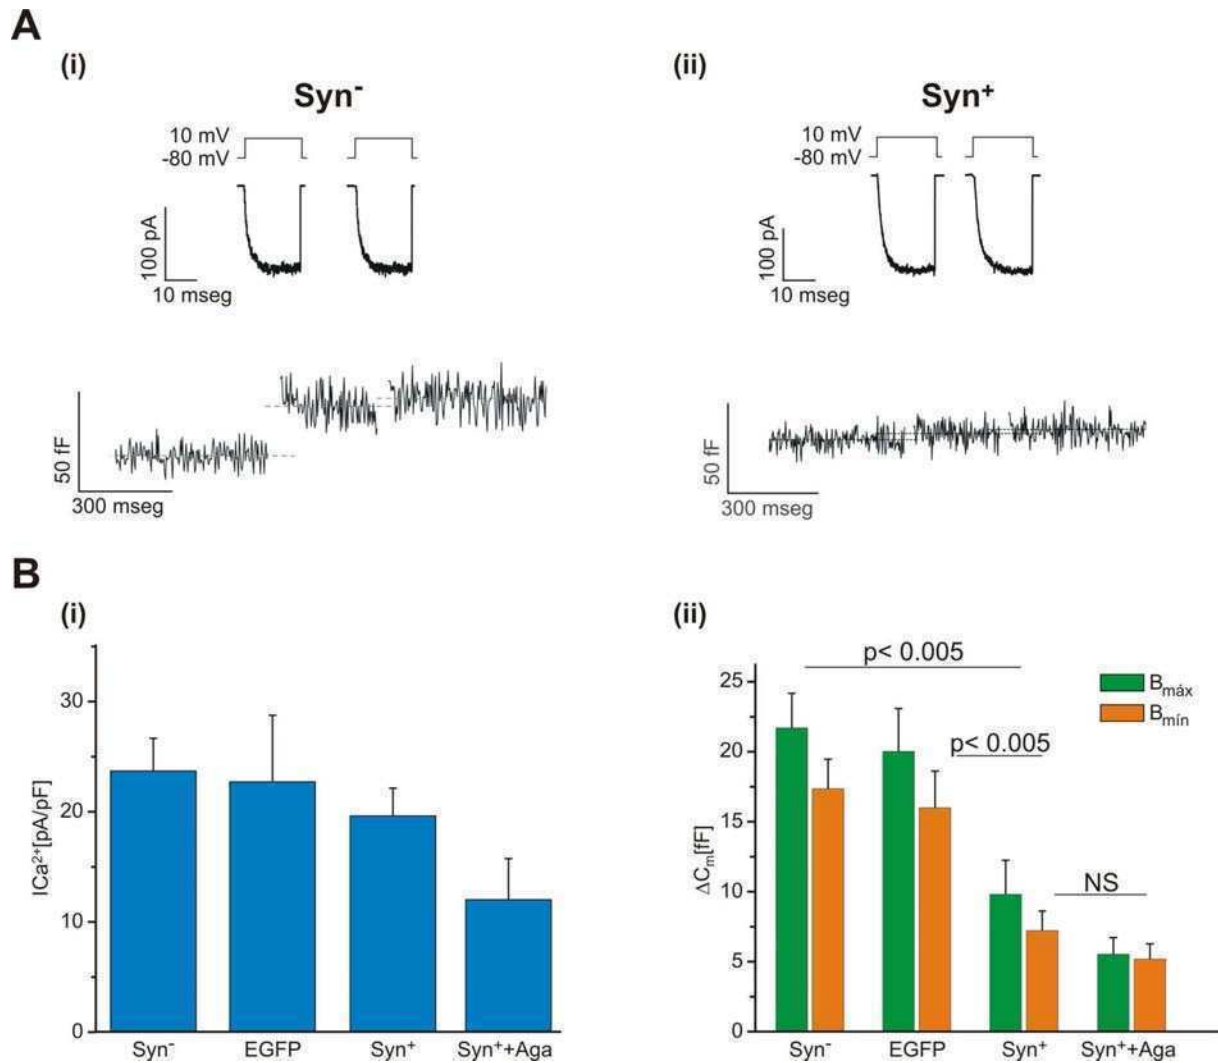 A
(i)
Syn-
10 mV
-80 mV
100 pA
10 mseg
50 fF
300 mseg
(ii)
Syn+
10 mV
-80 mV
100 pA
10 mseg
50 fF
300 mseg
B
(i)
ICa²⁺[pA/pF]
30
20
10
0
Syn⁻
EGFP
Syn⁺
Syn⁺+Aga
(ii)
p< 0.005
p< 0.005
NS
Bmáx
Bmín
ΔCm[fF]
25
20
15
10
5
0
Syn⁻
EGFP
Syn⁺
Syn⁺+Aga